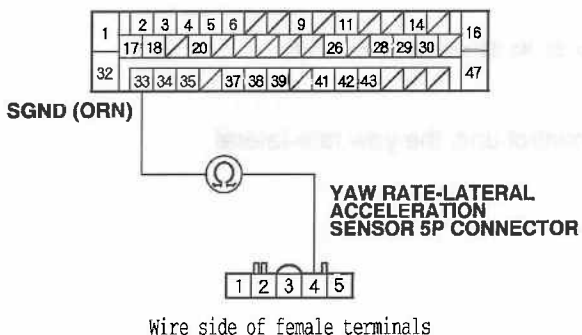 1 2 3 4 5 6 9 11 14 16
17 18 20 26 28 29 30
32 33 34 35 37 38 39 41 42 43 47
SGND (ORN)
Ω
YAW RATE-LATERAL
ACCELERATION
SENSOR 5P CONNECTOR
1 2 3 4 5
Wire side of female terminals